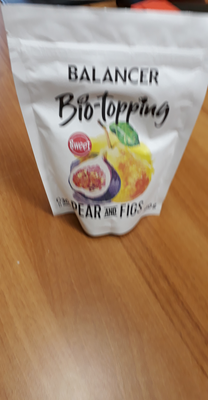 BALANCER
Bio-topping
Sweet
PEAR AND FIGS